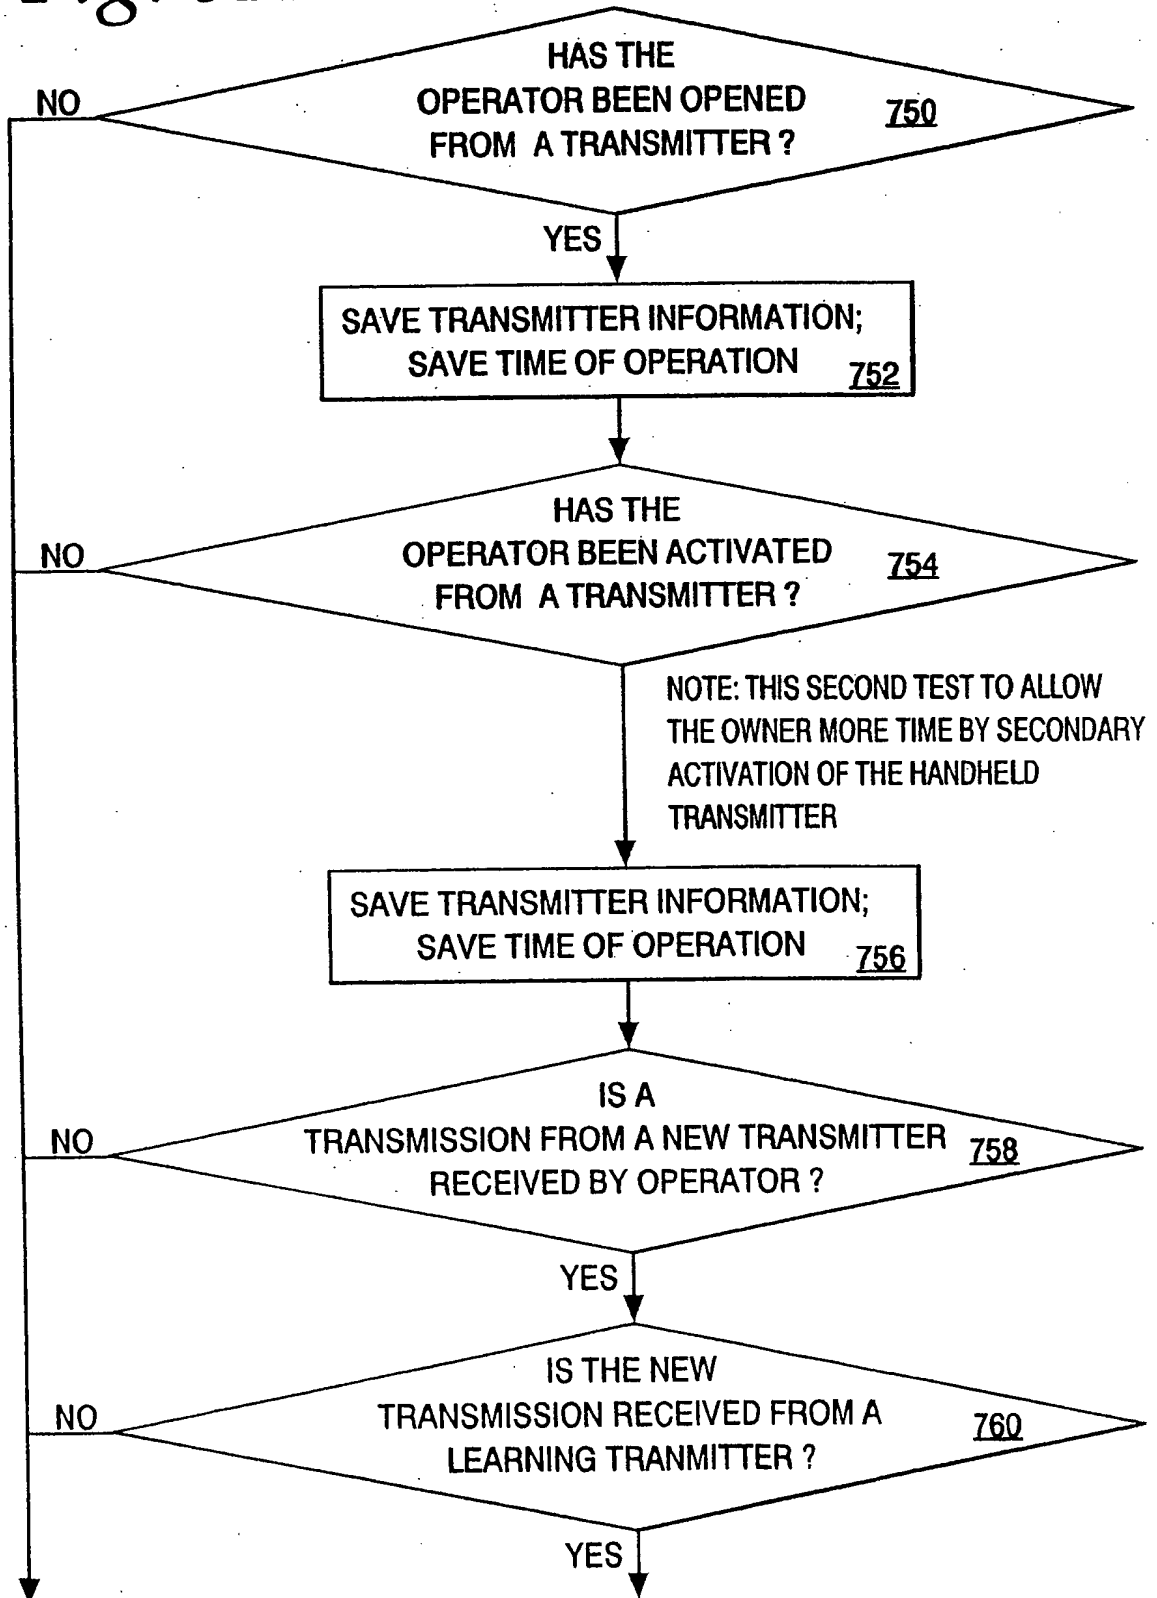 HAS THE
OPERATOR BEEN OPENED
FROM A TRANSMITTER ?
750
NO
YES
SAVE TRANSMITTER INFORMATION;
SAVE TIME OF OPERATION
752
HAS THE
OPERATOR BEEN ACTIVATED
FROM A TRANSMITTER ?
754
NO
NOTE: THIS SECOND TEST TO ALLOW
THE OWNER MORE TIME BY SECONDARY
ACTIVATION OF THE HANDHELD
TRANSMITTER
SAVE TRANSMITTER INFORMATION;
SAVE TIME OF OPERATION
756
IS A
TRANSMISSION FROM A NEW TRANSMITTER
RECEIVED BY OPERATOR ?
758
NO
YES
IS THE NEW
TRANSMISSION RECEIVED FROM A
LEARNING TRANMITTER ?
760
NO
YES